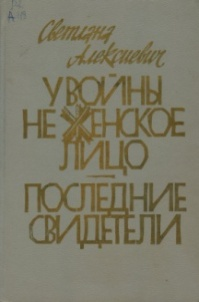 Светлана
Алексиевич
У ВОЙНЫ
НЕ ЖЕНСКОЕ
ЛИЦО
ПОСЛЕДНИЕ
СВИДЕТЕЛИ